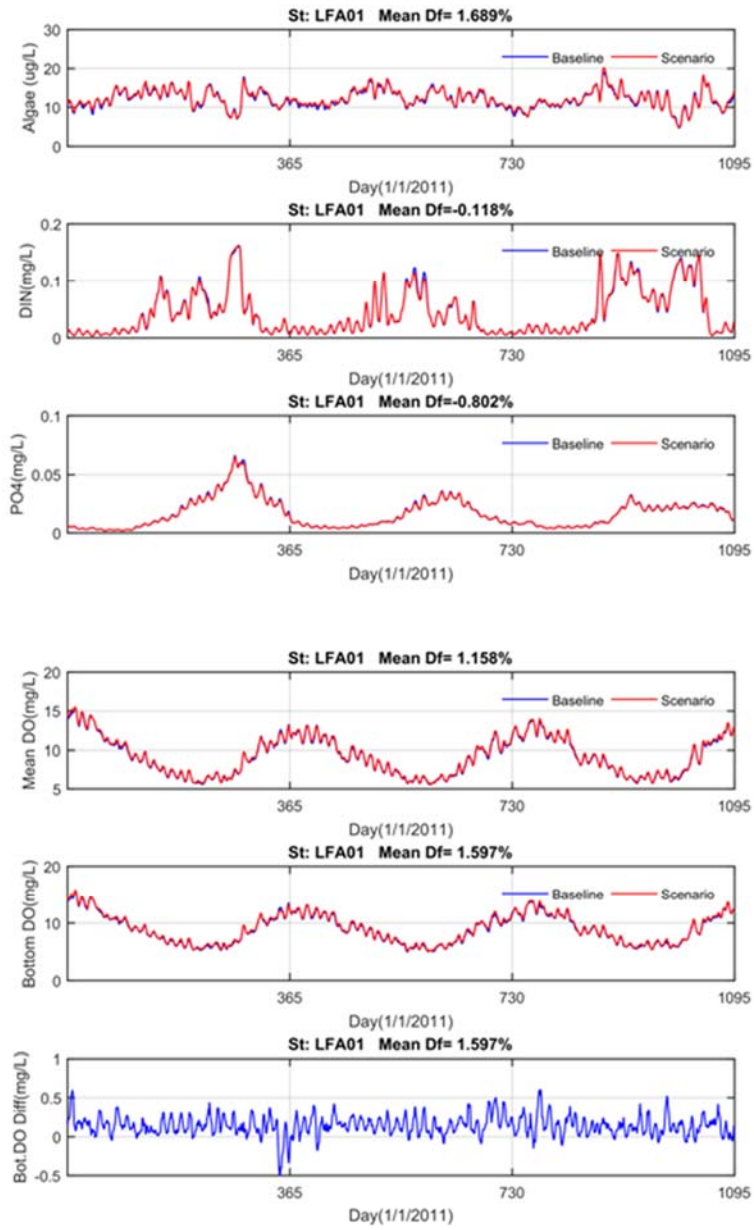 St: LFA01 Mean Df= 1.689%
Algae (ug/L)
30
20
10
0
Baseline Scenario
365 730 1095
Day(1/1/2011)
St: LFA01 Mean Df=-0.118%
DIN(mg/L)
0.2
0.1
0
Baseline Scenario
365 730 1095
Day(1/1/2011)
St: LFA01 Mean Df=-0.802%
PO4(mg/L)
0.1
0.05
0
Baseline Scenario
365 730 1095
Day(1/1/2011)
St: LFA01 Mean Df= 1.158%
Mean DO(mg/L)
20
15
10
5
Baseline Scenario
365 730 1095
Day(1/1/2011)
St: LFA01 Mean Df= 1.597%
Bottom DO(mg/L)
20
10
0
Baseline Scenario
365 730 1095
Day(1/1/2011)
St: LFA01 Mean Df= 1.597%
Bot.DO Diff(mg/L)
1
0.5
0
-0.5
365 730 1095
Day(1/1/2011)